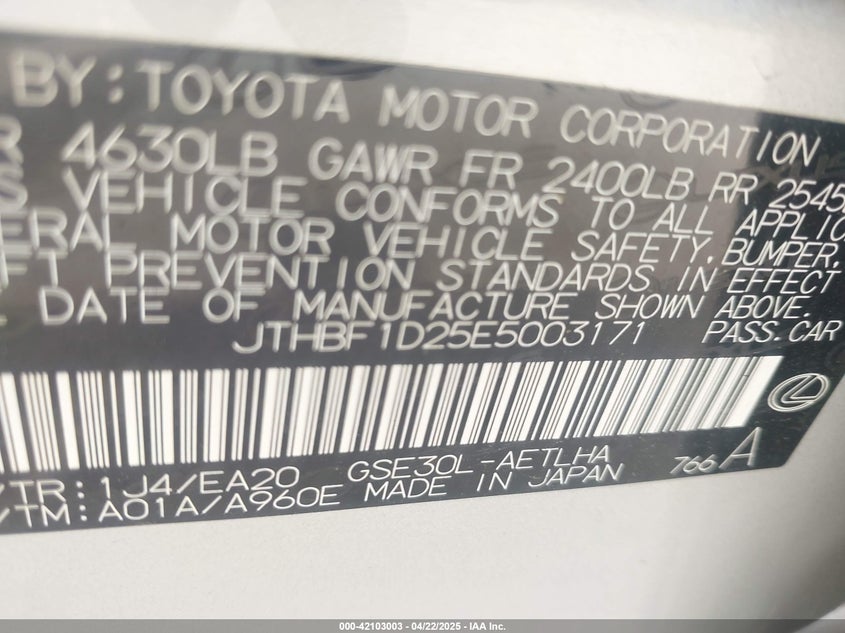 BY: TOYOTA MOTOR CORPORATION
R 4630LB GAWR FR 2400LB RR 2545
S VEHICLE CONFORMS TO ALL APPLIC
ERAL MOTOR VEHICLE SAFETY, BUMPER,
FT PREVENTION STANDARDS IN EFFECT
E DATE OF MANUFACTURE SHOWN ABOVE.
JTHBF1D25E5003171 PASS. CAR
/TR: 1J4/EA20 GSE30L-AETLHA 766 A
/TM: A01A/A960E MADE IN JAPAN
000-42103003 - 04/22/2025 - IAA Inc.